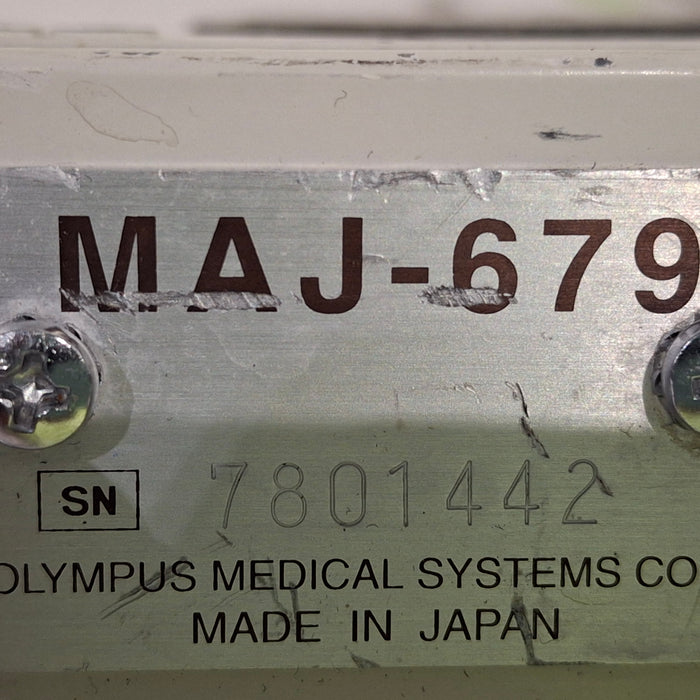 MAJ-679
SN 7801442
OLYMPUS MEDICAL SYSTEMS CO
MADE IN JAPAN